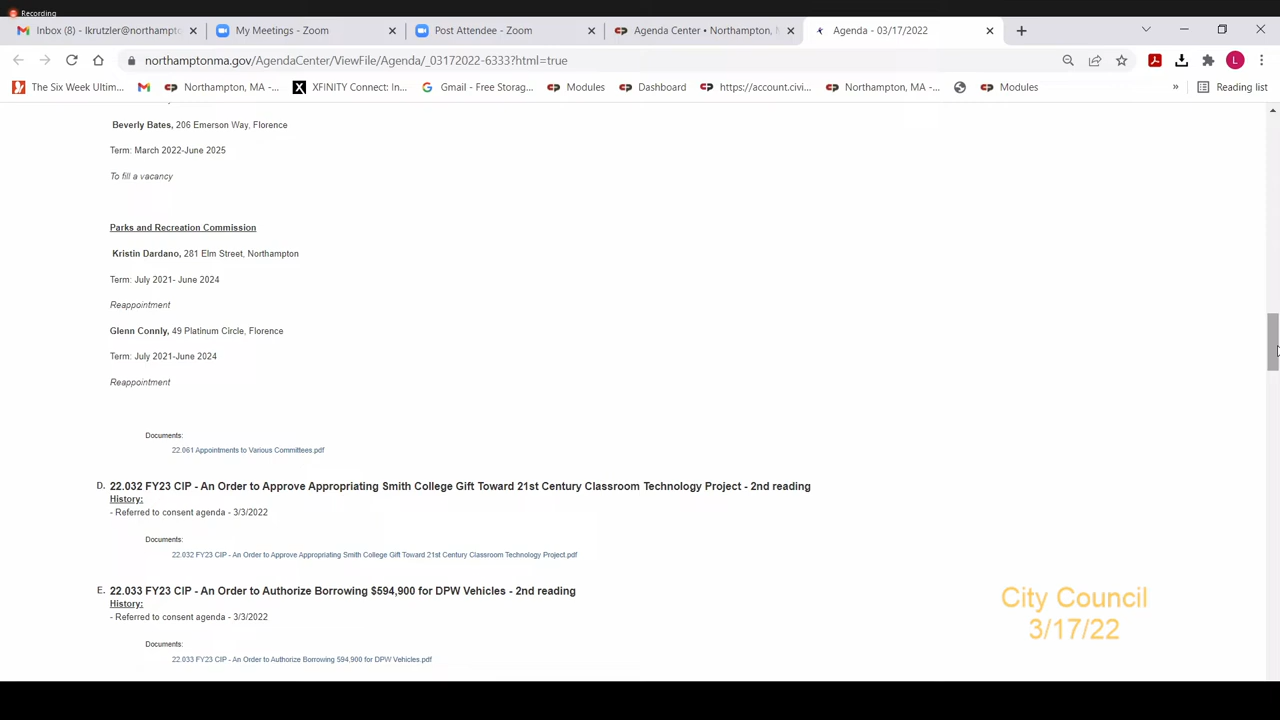 Recording
Inbox (8) - lkrutzler@northampto
My Meetings - Zoom
Post Attendee - Zoom
Agenda Center • Northampton, M
Agenda - 03/17/2022
northamptonma.gov/AgendaCenter/ViewFile/Agenda/_03172022-6333?html=true
The Six Week Ultim...
Northampton, MA -...
XFINITY Connect: In...
Gmail - Free Storag...
Modules
Dashboard
https://account.civi...
Northampton, MA -...
Modules
»
Reading list
Beverly Bates, 206 Emerson Way, Florence
Term: March 2022-June 2025
To fill a vacancy
Parks and Recreation Commission
Kristin Dardano, 281 Elm Street, Northampton
Term: July 2021- June 2024
Reappointment
Glenn Connly, 49 Platinum Circle, Florence
Term: July 2021-June 2024
Reappointment
Documents:
22.061 Appointments to Various Committees.pdf
D. 22.032 FY23 CIP - An Order to Approve Appropriating Smith College Gift Toward 21st Century Classroom Technology Project - 2nd reading
History:
- Referred to consent agenda - 3/3/2022
Documents:
22.032 FY23 CIP - An Order to Approve Appropriating Smith College Gift Toward 21st Century Classroom Technology Project.pdf
E. 22.033 FY23 CIP - An Order to Authorize Borrowing $594,900 for DPW Vehicles - 2nd reading
History:
- Referred to consent agenda - 3/3/2022
Documents:
22.033 FY23 CIP - An Order to Authorize Borrowing 594,900 for DPW Vehicles.pdf
City Council
3/17/22